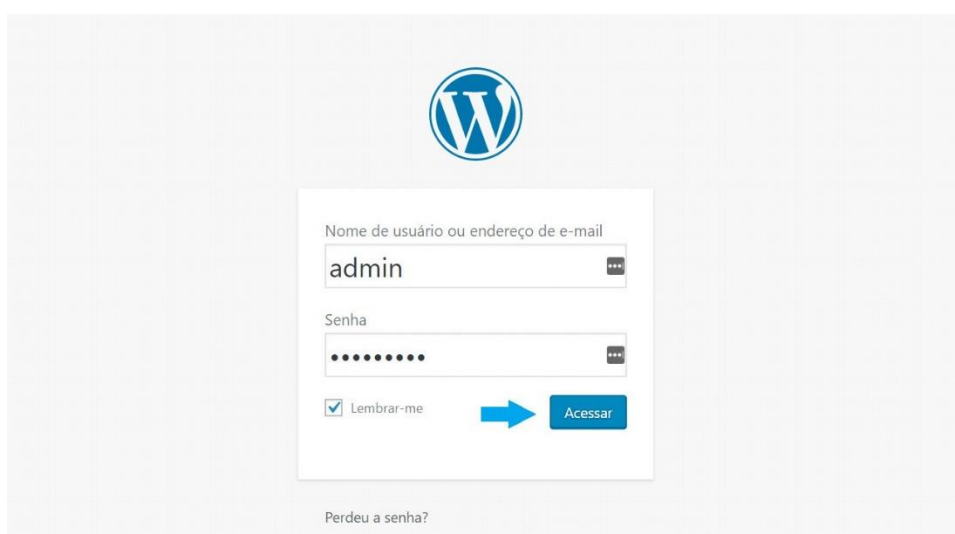 Nome de usuário ou endereço de e-mail
admin
Senha
•••••••••
Lembrar-me
Acessar
Perdeu a senha?